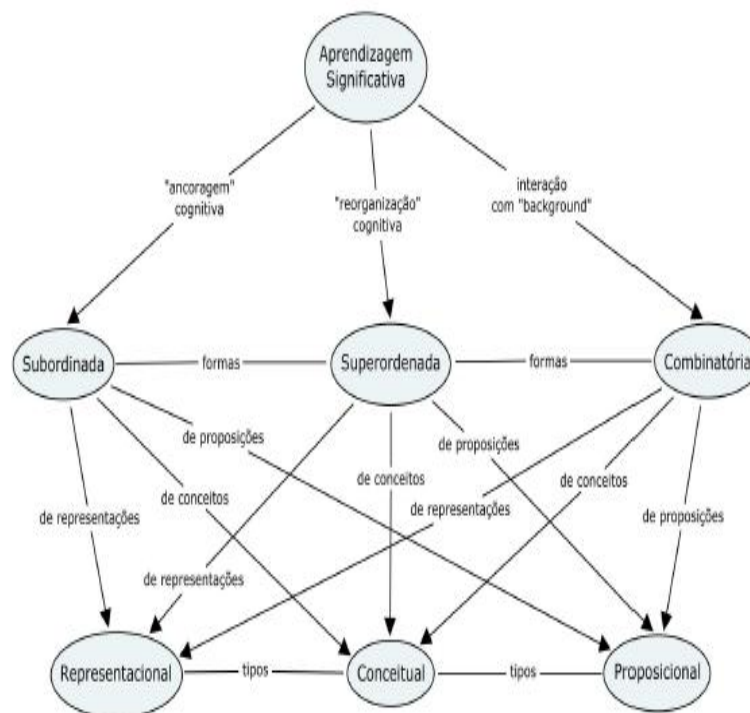 Aprendizagem
Significativa
"ancoragem"
cognitiva
"reorganização"
cognitiva
interação
com "background"
Subordinada
formas
Superordenada
formas
Combinatória
de proposições
de proposições
de conceitos
de conceitos
de conceitos
de representações
de representações
de proposições
de representações
Representacional
tipos
Conceitual
tipos
Proposicional